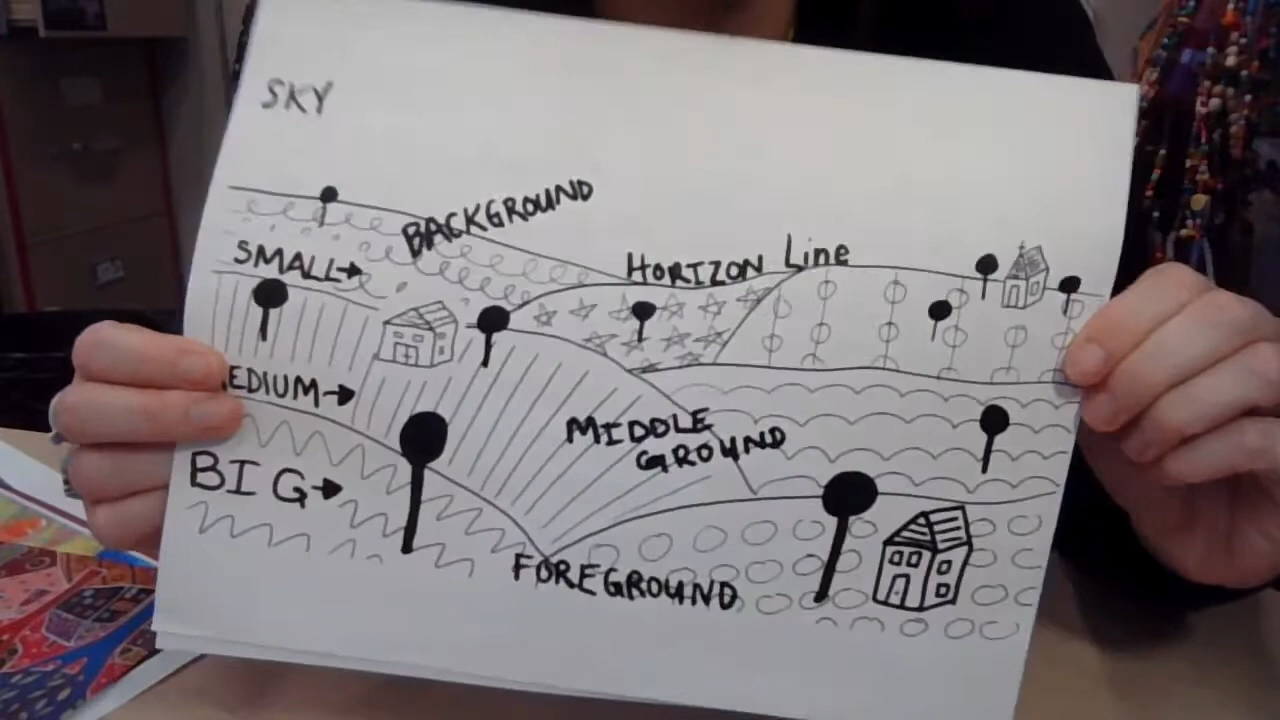 SKY
BACKGROUND
SMALL
HORIZON Line
EDIUM
MIDDLE
GROUND
BIG
FOREGROUND